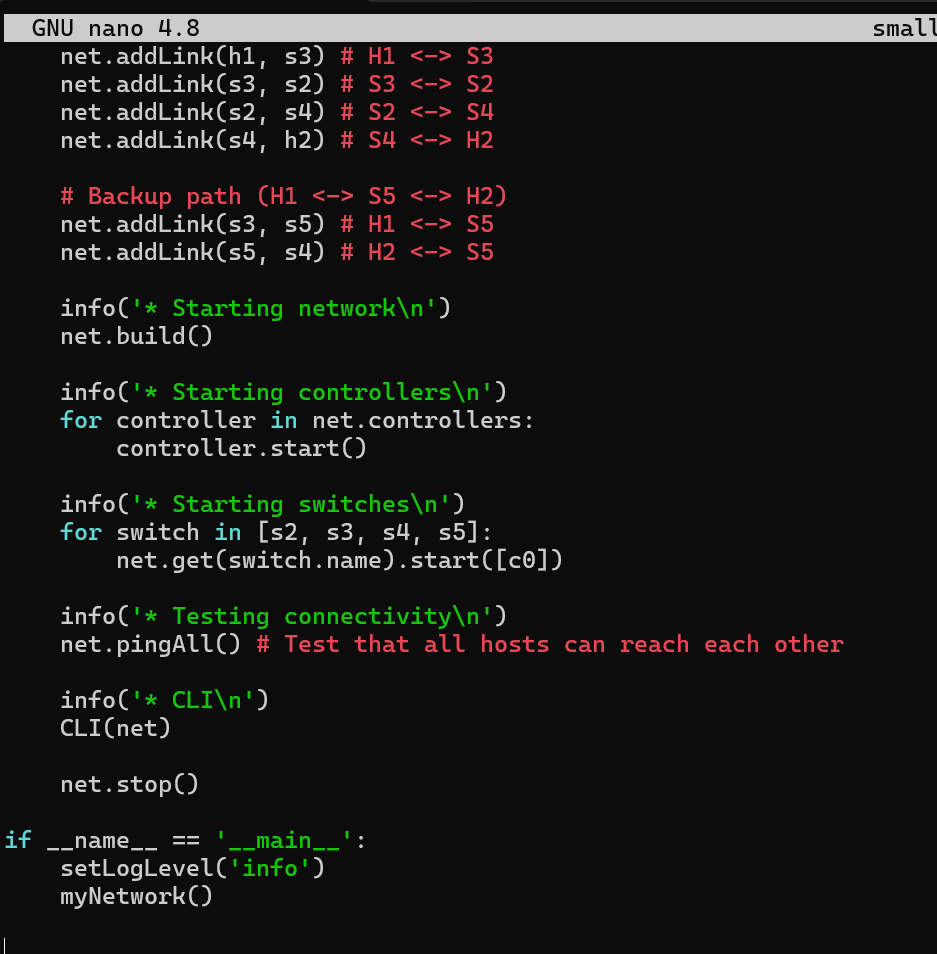 GNU nano 4.8 small
net.addLink(h1, s3) # H1 <-> S3
net.addLink(s3, s2) # S3 <-> S2
net.addLink(s2, s4) # S2 <-> S4
net.addLink(s4, h2) # S4 <-> H2
# Backup path (H1 <-> S5 <-> H2)
net.addLink(s3, s5) # H1 <-> S5
net.addLink(s5, s4) # H2 <-> S5
info('* Starting network\n')
net.build()
info('* Starting controllers\n')
for controller in net.controllers:
controller.start()
info('* Starting switches\n')
for switch in [s2, s3, s4, s5]:
net.get(switch.name).start([c0])
info('* Testing connectivity\n')
net.pingAll() # Test that all hosts can reach each other
info('* CLI\n')
CLI(net)
net.stop()
if __name__ == '__main__':
setLogLevel('info')
myNetwork()